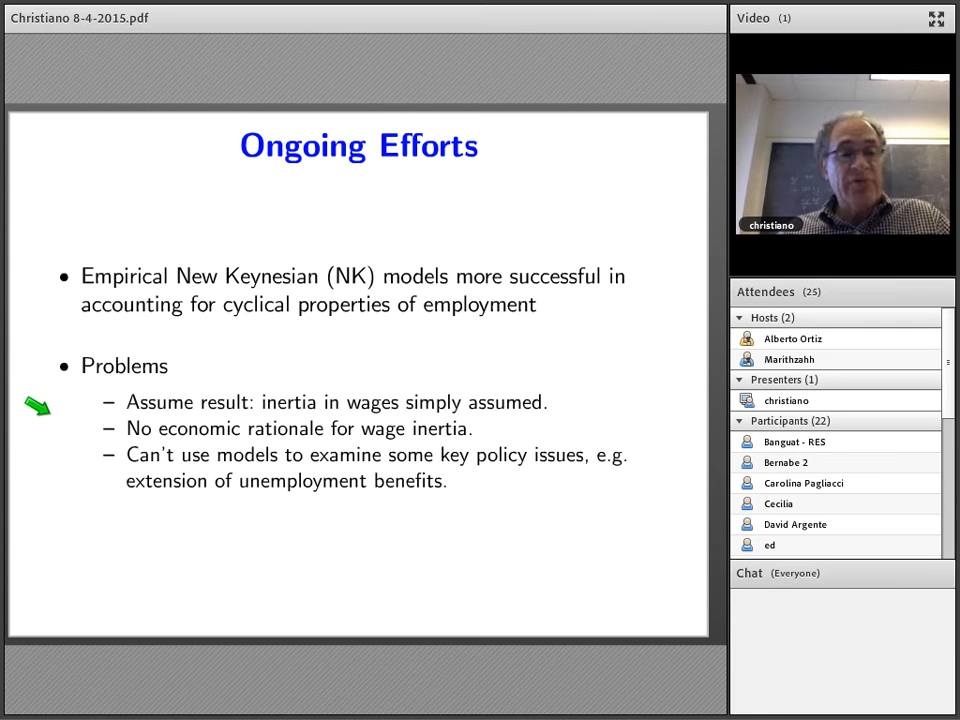 Christiano 8-4-2015.pdf
Ongoing Efforts
• Empirical New Keynesian (NK) models more successful in
accounting for cyclical properties of employment
• Problems
– Assume result: inertia in wages simply assumed.
– No economic rationale for wage inertia.
– Can't use models to examine some key policy issues, e.g.
extension of unemployment benefits.
Video (1)
christiano
Attendees (25)
Hosts (2)
Alberto Ortiz
Marithzahh
Presenters (1)
christiano
Participants (22)
Banguat - RES
Bernabe 2
Carolina Pagliacci
Cecilia
David Argente
ed
Chat (Everyone)